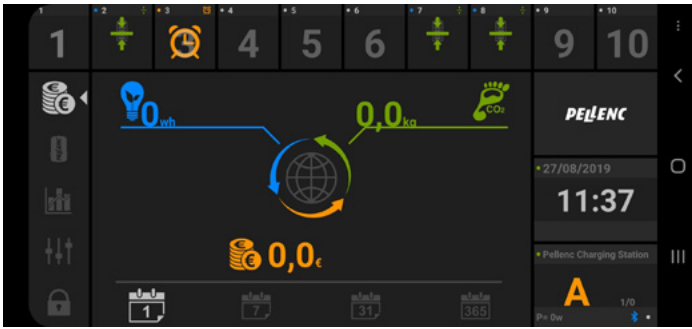 1 2 3 4 5 6 7 8 9 10
1 4 5 6 9 10
0wh
0,0kg
CO2
PELLENC
27/08/2019
11:37
€ 0,0€
Pellenc Charging Station
A
1/0
P= 0w
1 7 31 365